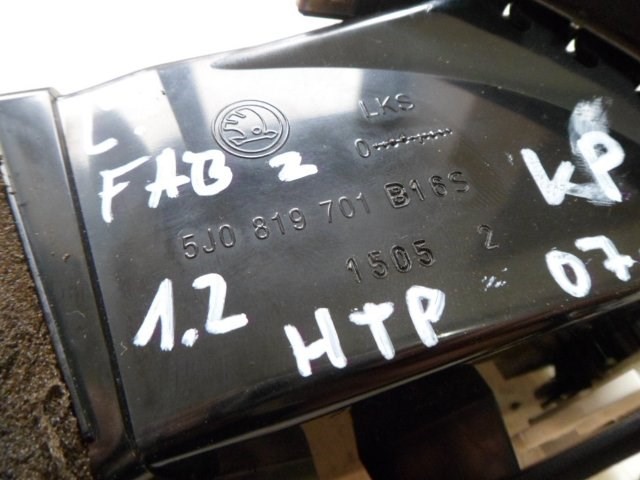 L
LKS
FAB 2
KP
5J0 819 701 B16S
1505 2
1.2 HTP - 07